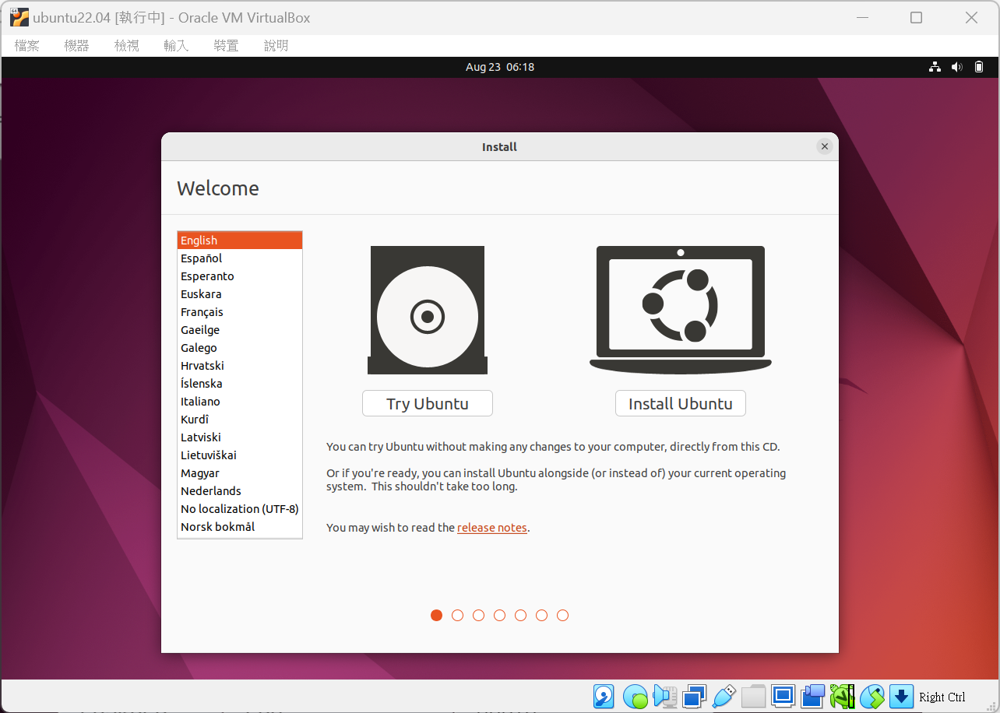 ubuntu22.04 [執行中] - Oracle VM VirtualBox
檔案 機器 檢視 輸入 裝置 說明
Aug 23 06:18
Install
Welcome
English
Español
Esperanto
Euskara
Français
Gaeilge
Galego
Hrvatski
Íslenska
Italiano
Kurdî
Latviski
Lietuviškai
Magyar
Nederlands
No localization (UTF-8)
Norsk bokmål
Try Ubuntu
Install Ubuntu
You can try Ubuntu without making any changes to your computer, directly from this CD.
Or if you're ready, you can install Ubuntu alongside (or instead of) your current operating
system. This shouldn't take too long.
You may wish to read the release notes.
Right Ctrl